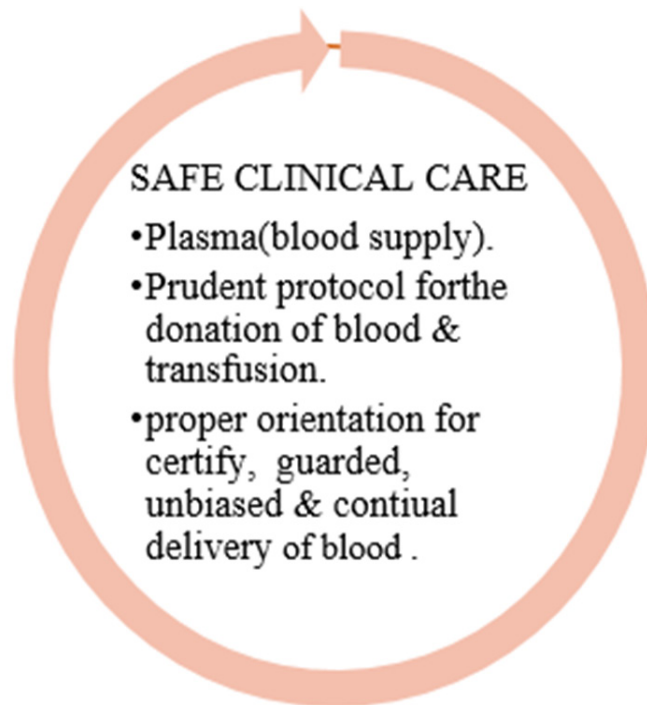 SAFE CLINICAL CARE
•Plasma(blood supply).
•Prudent protocol forthe
donation of blood &
transfusion.
•proper orientation for
certify,  guarded,
unbiased & contiual
delivery of blood .